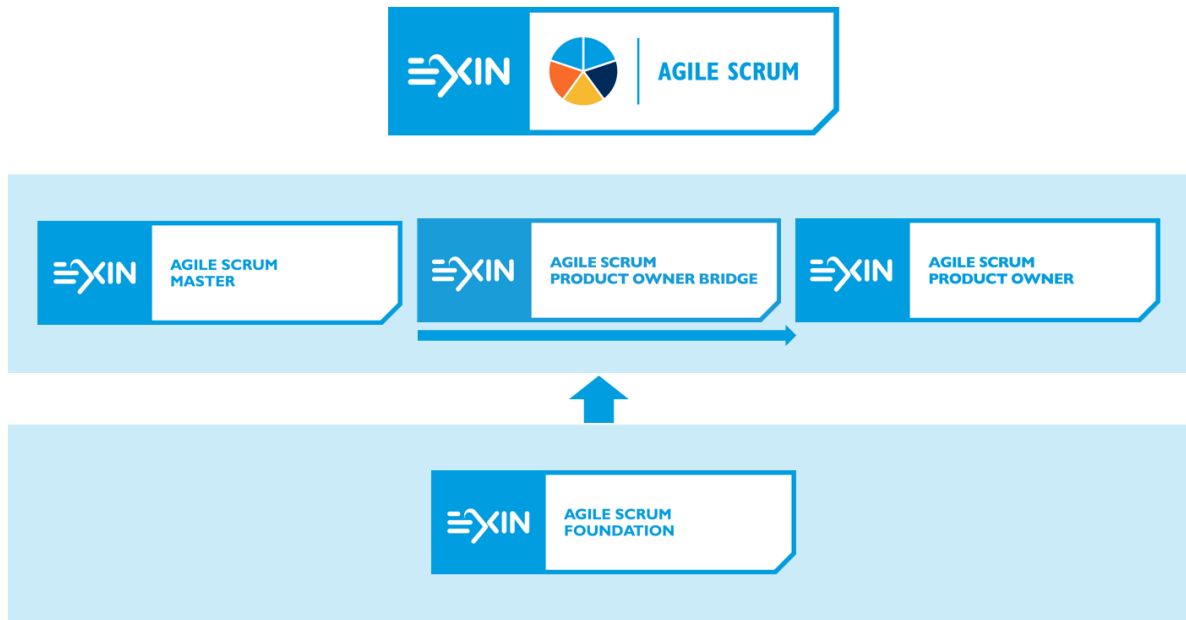 EXIN
AGILE SCRUM
EXIN
AGILE SCRUM
MASTER
EXIN
AGILE SCRUM
PRODUCT OWNER BRIDGE
EXIN
AGILE SCRUM
PRODUCT OWNER
EXIN
AGILE SCRUM
FOUNDATION